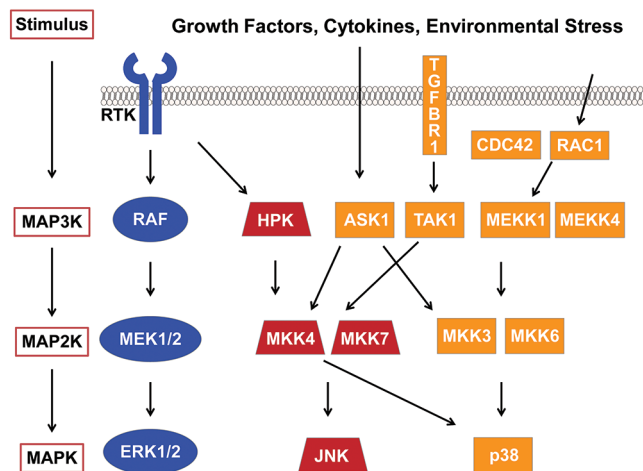 Stimulus
Growth Factors, Cytokines, Environmental Stress
RTK
TGFBR1
CDC42
RAC1
MAP3K
RAF
HPK
ASK1
TAK1
MEKK1
MEKK4
MAP2K
MEK1/2
MKK4
MKK7
MKK3
MKK6
MAPK
ERK1/2
JNK
p38